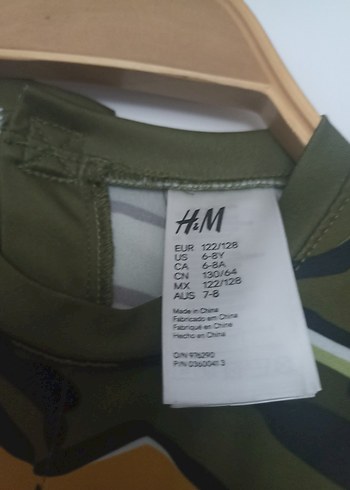 H&M
EUR 122/128
US 6-8Y
CA 6-8A
CN 130/64
MX 122/128
AUS 7-8
Made in China
Fabricado em China
Fabriqué en China
Hecho en China
O/N 976290
P/N 0360041.3